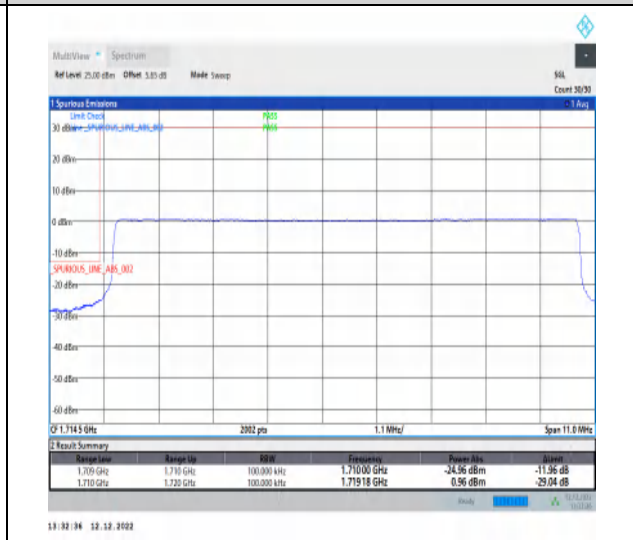 MultiView Spectrum
Ref Level 25.00 dBm Offset 5.85 dB Mode Sweep SGL
Count 30/30
1 Spurious Emissions 1 Avg
Limit Check PASS
30 dBm _SPURIOUS_LINE_ABS_002 PASS
20 dBm
10 dBm
0 dBm
-10 dBm
_SPURIOUS_LINE_ABS_002
-20 dBm
-30 dBm
-40 dBm
-50 dBm
-60 dBm
CF 1.7145 GHz 2002 pts 1.1 MHz/ Span 11.0 MHz
2 Result Summary
Range Low Range Up RBW Frequency Power Abs ΔLimit
1.709 GHz 1.710 GHz 100.000 kHz 1.71000 GHz -24.96 dBm -11.96 dB
1.710 GHz 1.720 GHz 100.000 kHz 1.71918 GHz 0.96 dBm -29.04 dB
Ready
13:32:36 12.12.2022